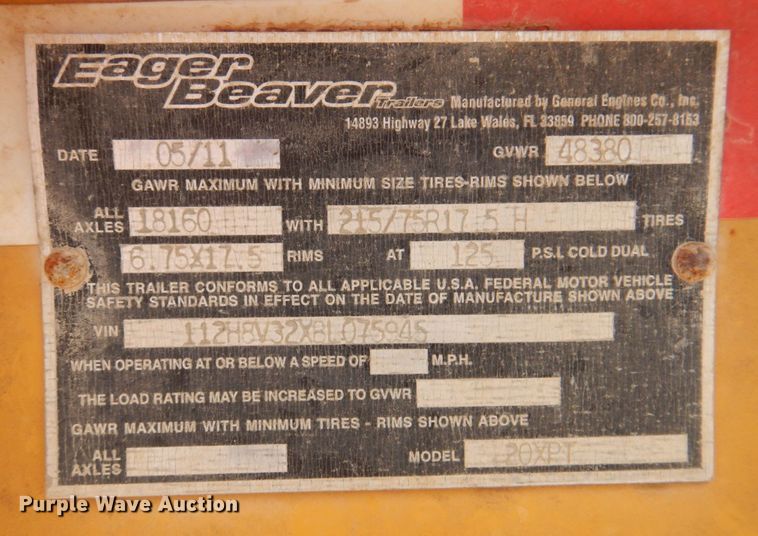 Eager Beaver Trailers Manufactured by General Engines Co., Inc.
14893 Highway 27 Lake Wales, FL 33859 PHONE 800-257-8163
DATE 05/11 GVWR 48380
GAWR MAXIMUM WITH MINIMUM SIZE TIRES-RIMS SHOWN BELOW
ALL AXLES 18160 WITH 215/75R17.5 H TIRES
6.75X17.5 RIMS AT 125 P.S.I. COLD DUAL
THIS TRAILER CONFORMS TO ALL APPLICABLE U.S.A. FEDERAL MOTOR VEHICLE
SAFETY STANDARDS IN EFFECT ON THE DATE OF MANUFACTURE SHOWN ABOVE
VIN 112H8V32XBL075945
WHEN OPERATING AT OR BELOW A SPEED OF M.P.H.
THE LOAD RATING MAY BE INCREASED TO GVWR
GAWR MAXIMUM WITH MINIMUM TIRES - RIMS SHOWN ABOVE
ALL AXLES MODEL 20XPT
Purple Wave Auction